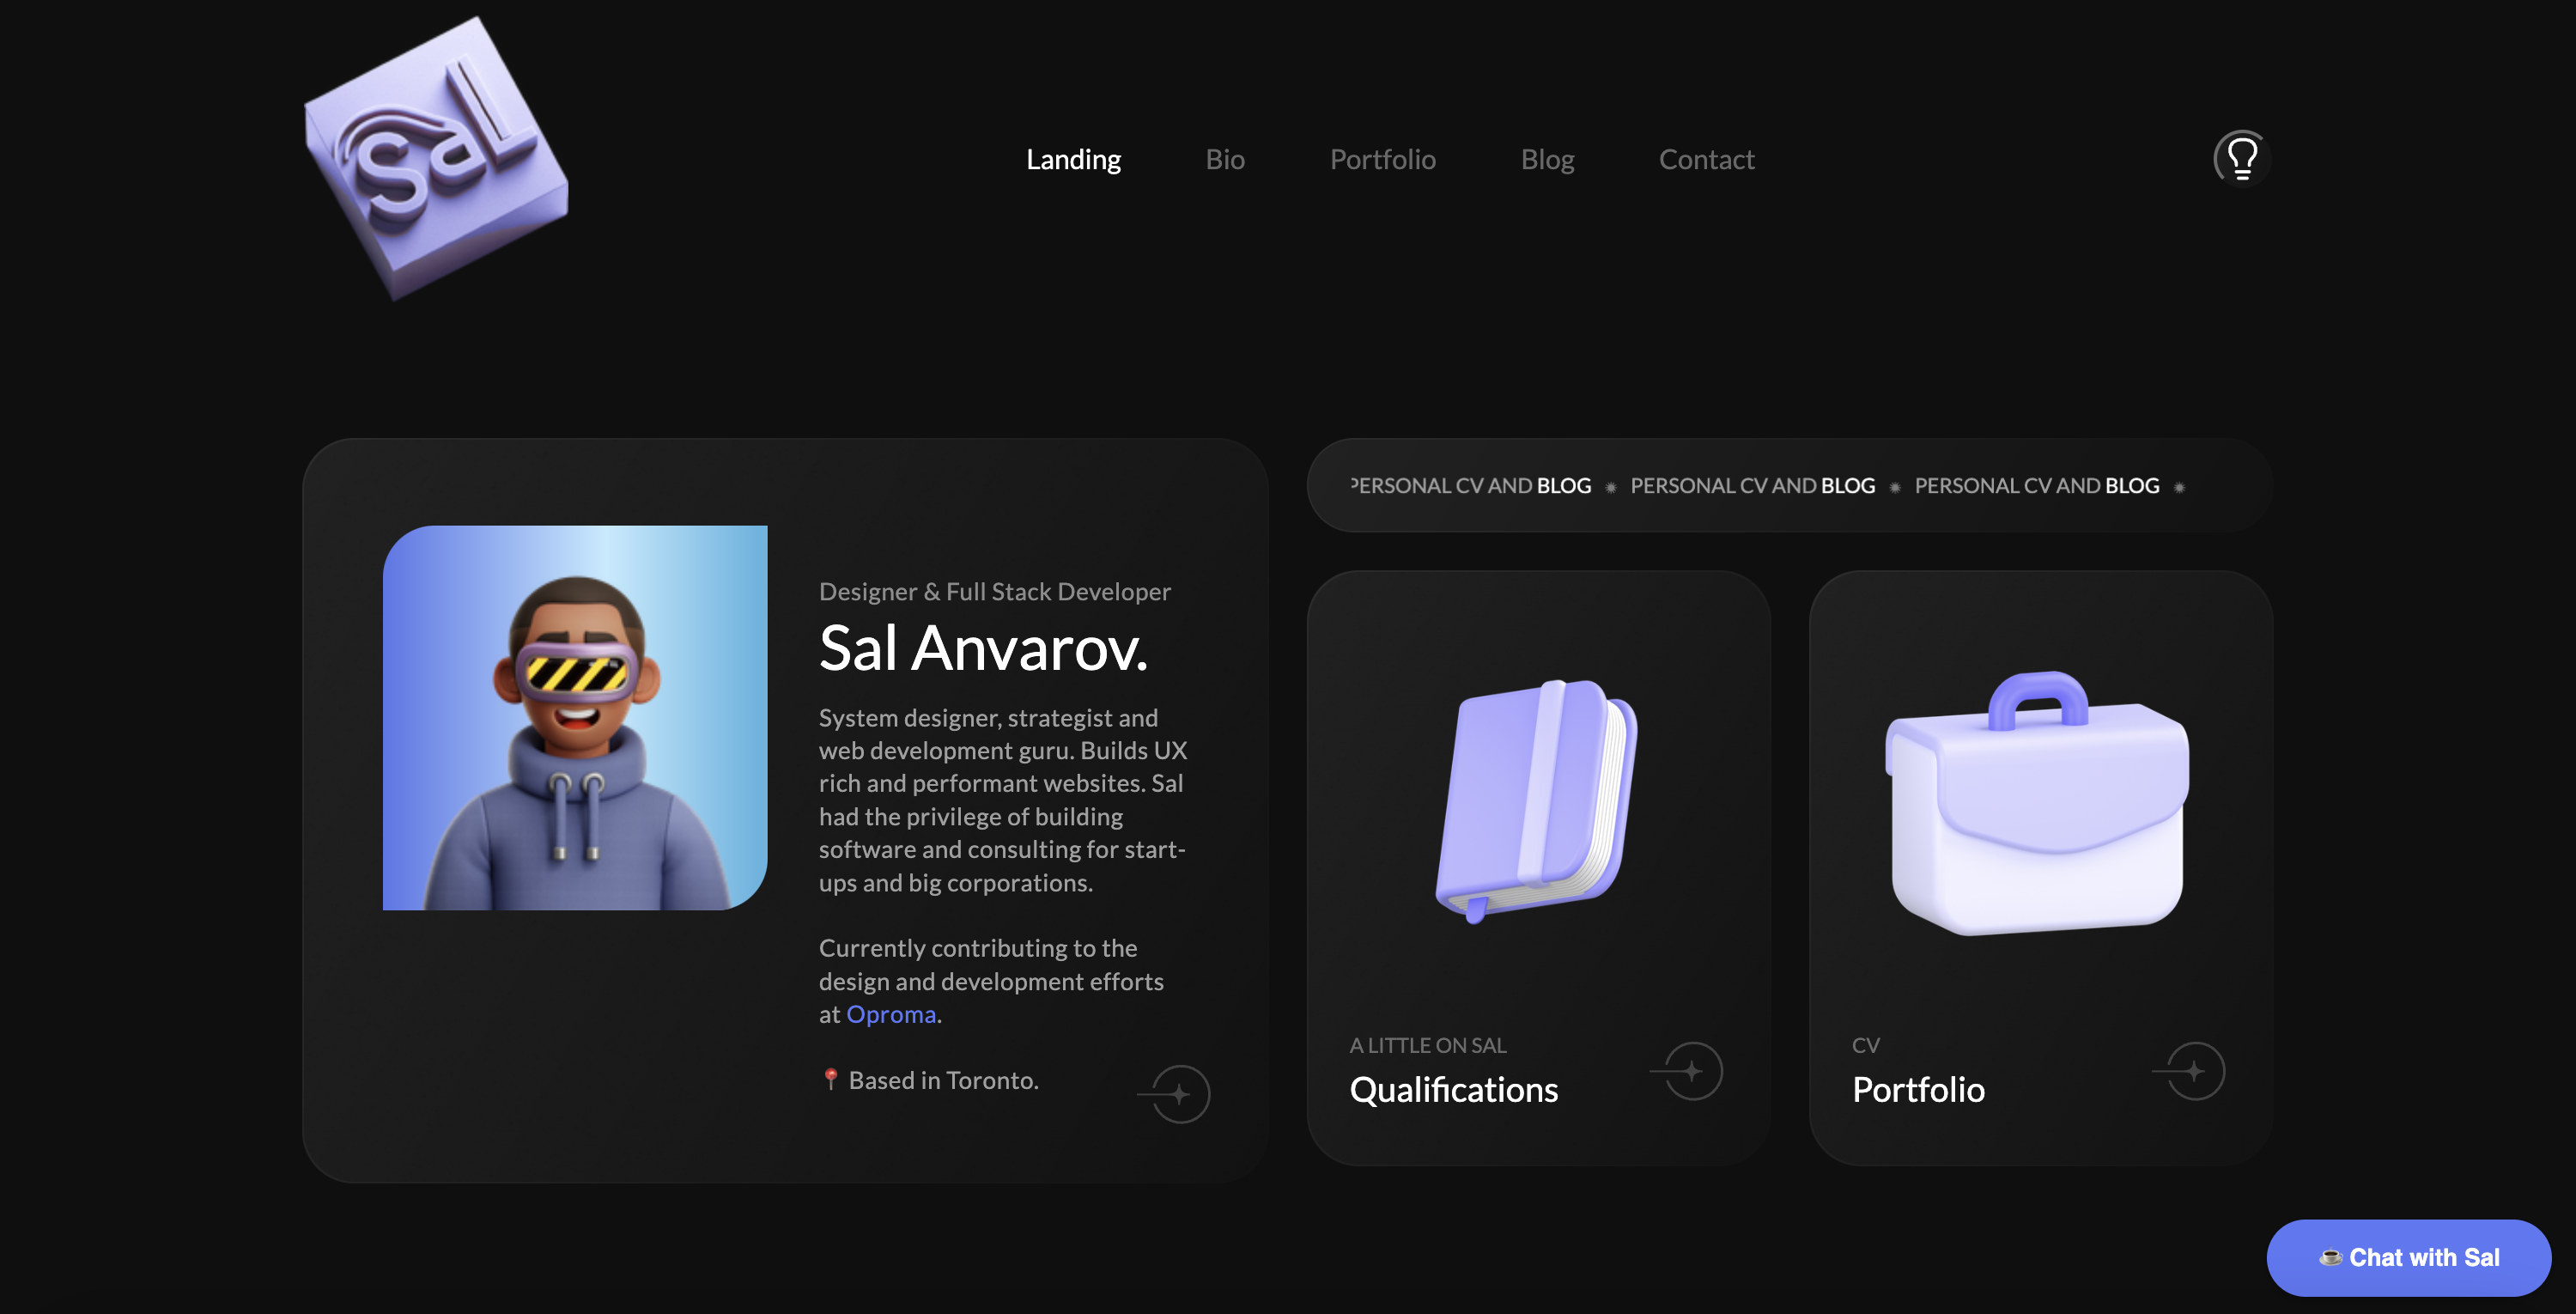 Sal
Landing
Bio
Portfolio
Blog
Contact
Designer & Full Stack Developer
Sal Anvarov.
System designer, strategist and
web development guru. Builds UX
rich and performant websites. Sal
had the privilege of building
software and consulting for start-
ups and big corporations.
Currently contributing to the
design and development efforts
at Oproma.
Based in Toronto.
PERSONAL CV AND BLOG PERSONAL CV AND BLOG PERSONAL CV AND BLOG
A LITTLE ON SAL
Qualifications
CV
Portfolio
Chat with Sal